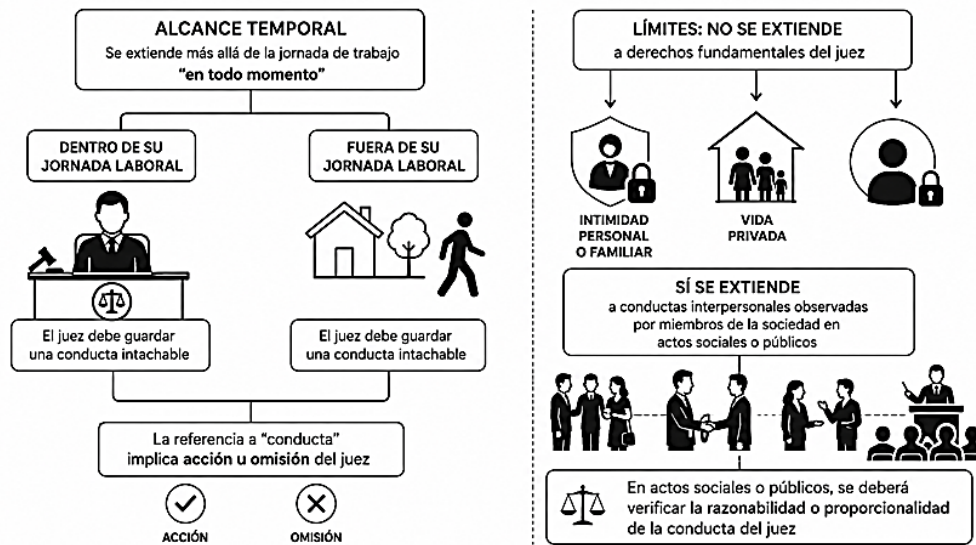 ALCANCE TEMPORAL
Se extiende más allá de la jornada de trabajo
"en todo momento"
DENTRO DE SU
JORNADA LABORAL
FUERA DE SU
JORNADA LABORAL
El juez debe guardar
una conducta intachable
El juez debe guardar
una conducta intachable
La referencia a "conducta"
implica acción u omisión del juez
ACCIÓN
OMISIÓN
LÍMITES: NO SE EXTIENDE
a derechos fundamentales del juez
INTIMIDAD
PERSONAL
O FAMILIAR
VIDA
PRIVADA
SÍ SE EXTIENDE
a conductas interpersonales observadas
por miembros de la sociedad en
actos sociales o públicos
En actos sociales o públicos, se deberá
verificar la razonabilidad o proporcionalidad
de la conducta del juez